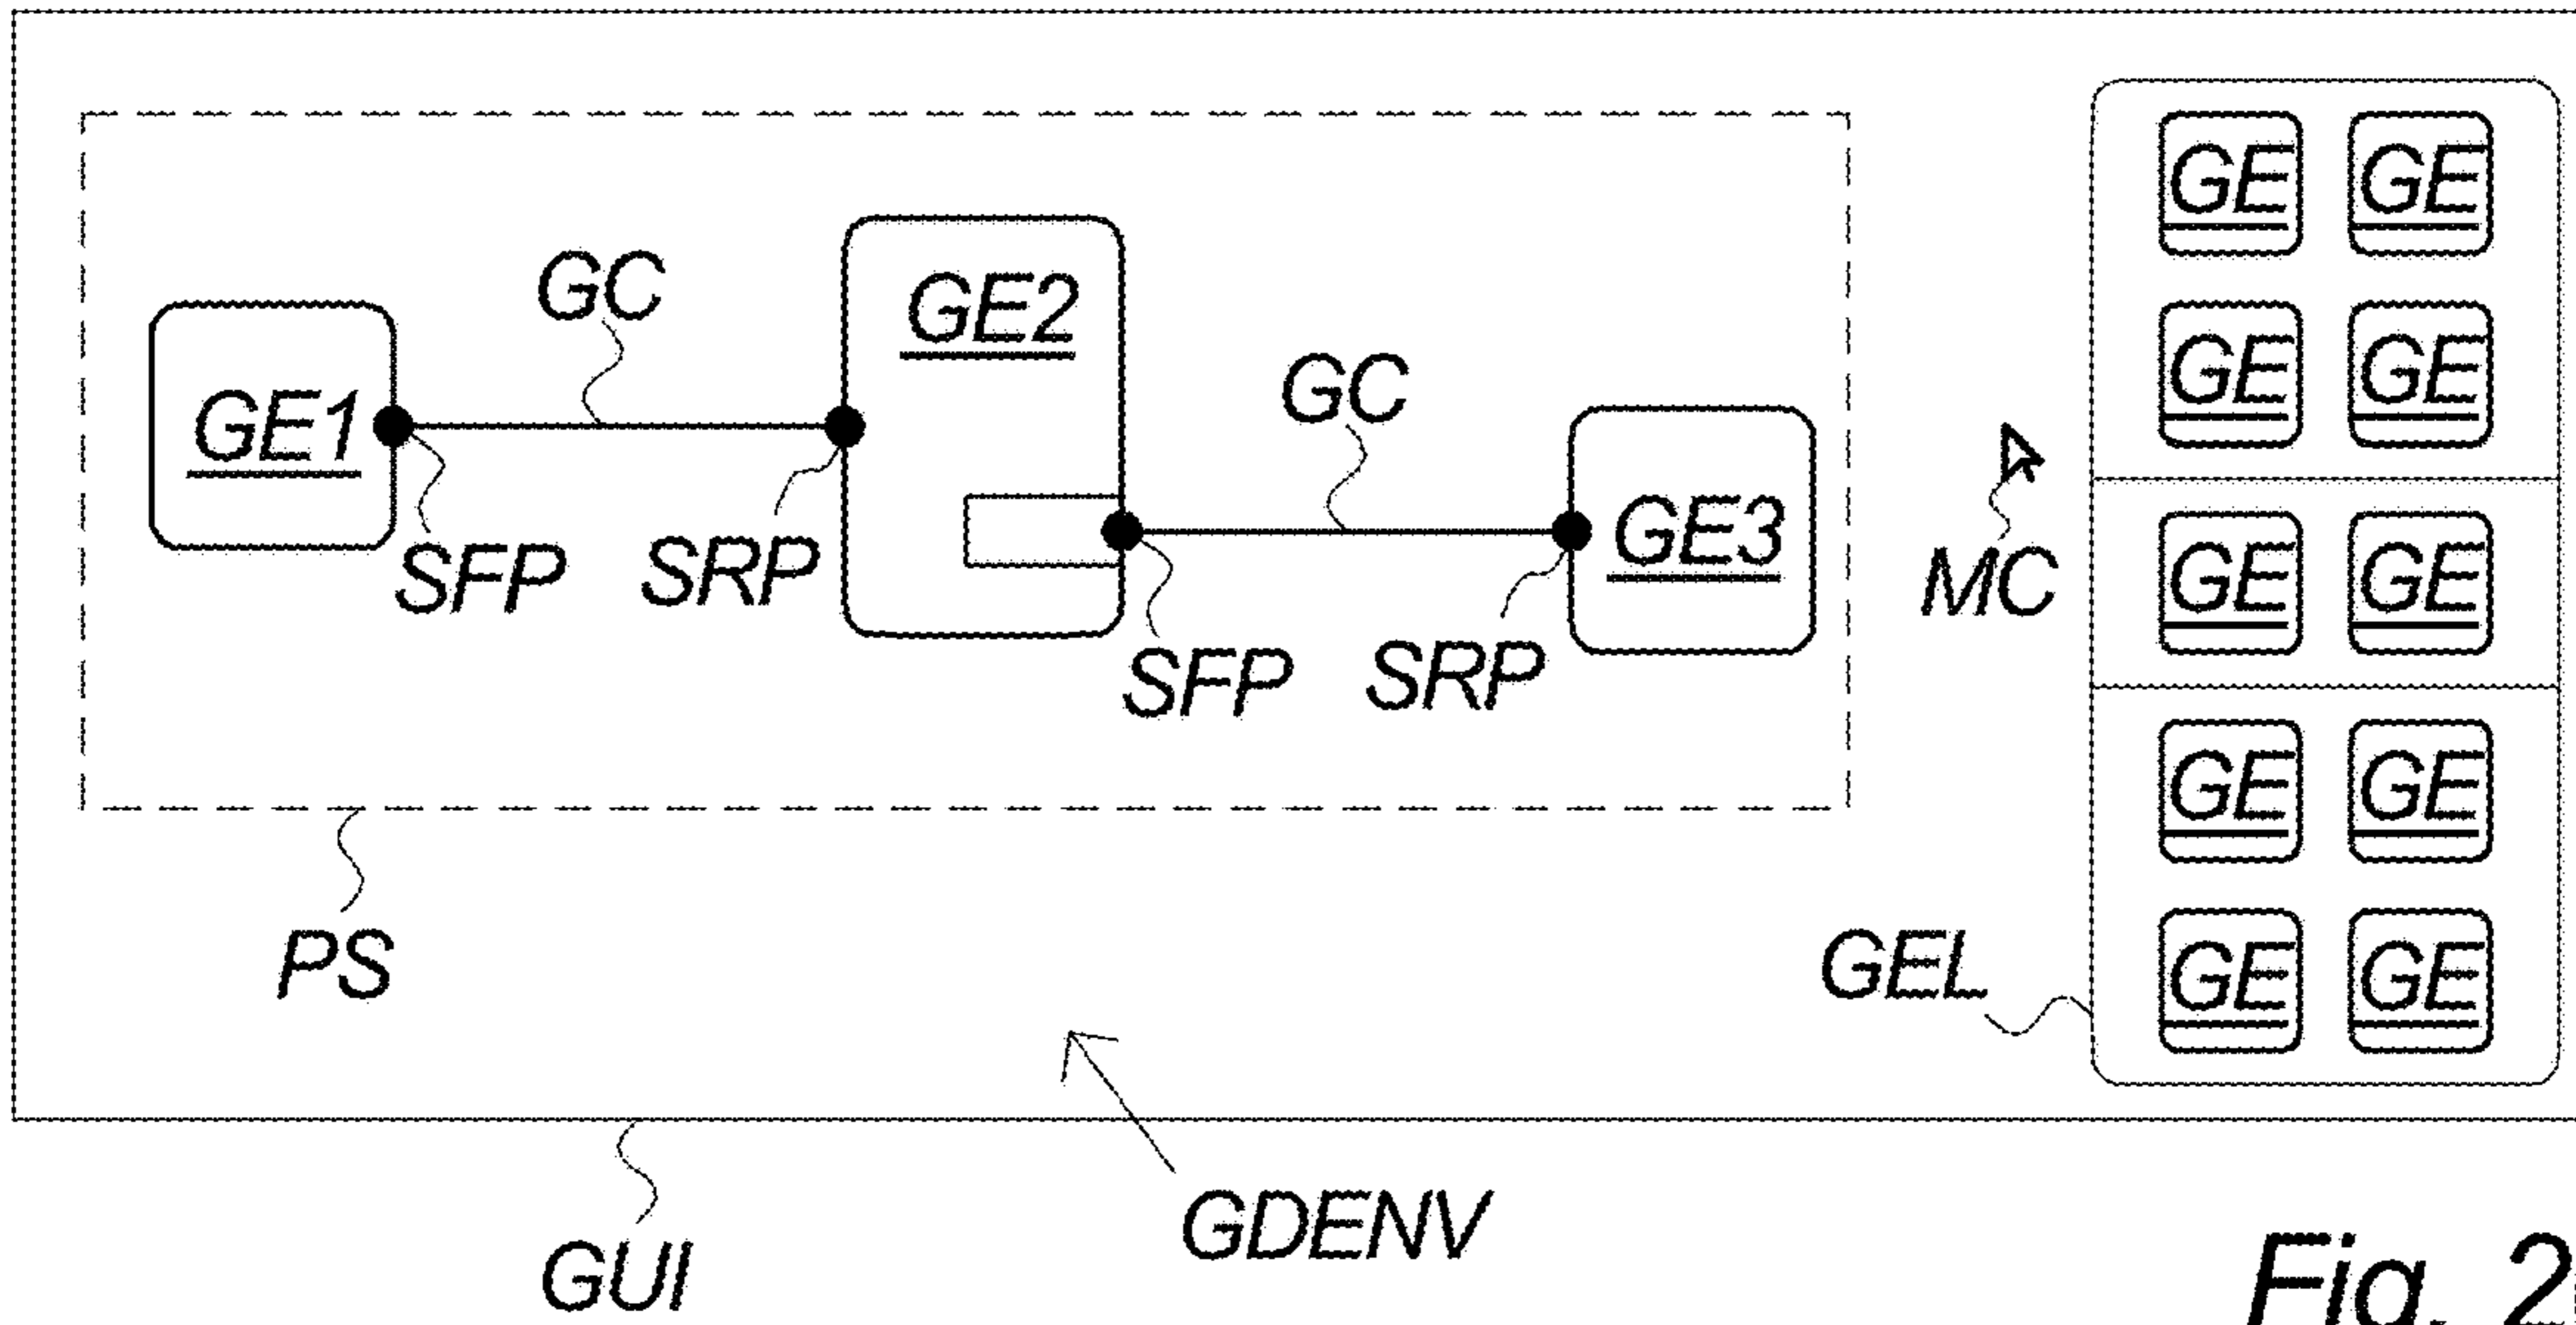 GE GE
GC
GE2
GE1
GC
GE GE
GE3
SFP
SRP
MC
GE GE
SFP
SRP
GE GE
PS
GEL
GE GE
GDENV
GUI
Fig. 2